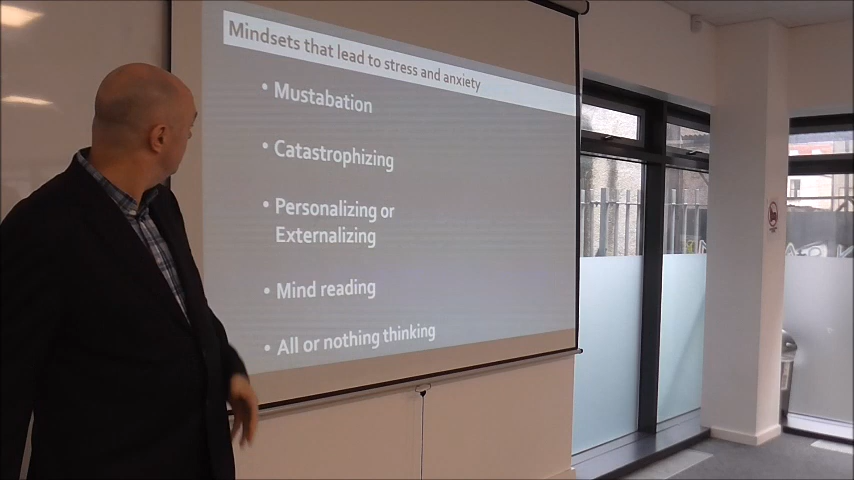 Mindsets that lead to stress and anxiety
• Mustabation
• Catastrophizing
• Personalizing or
Externalizing
• Mind reading
• All or nothing thinking